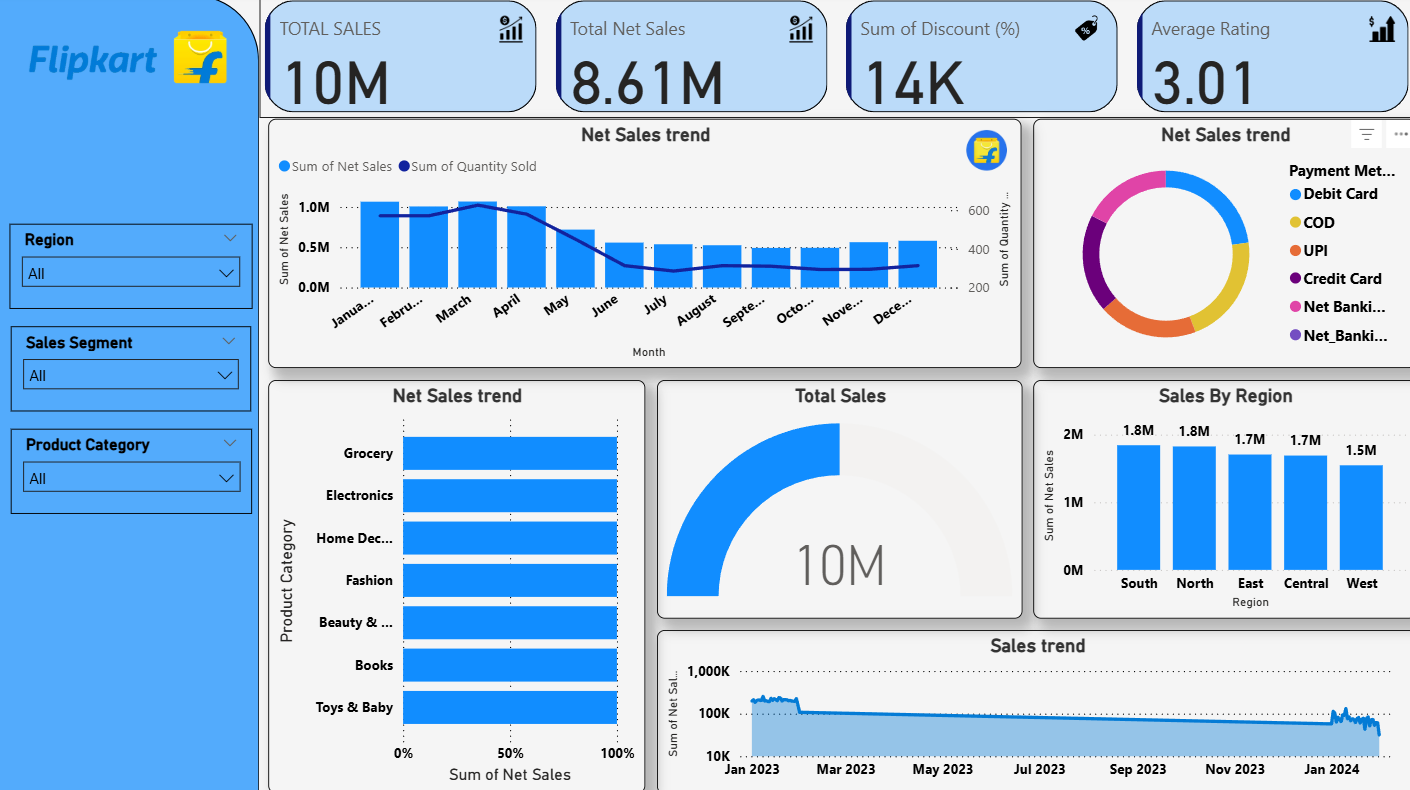 Flipkart
TOTAL SALES
10M
Total Net Sales
8.61M
Sum of Discount (%)
14K
Average Rating
3.01
Region
All
Sales Segment
All
Product Category
All
Net Sales trend
Sum of Net Sales Sum of Quantity Sold
Sum of Net Sales
1.0M
0.5M
0.0M
600
400
200
Sum of Quantity ...
Janua... Febru... March April May June July August Septe... Octo... Nove... Dece...
Month
Net Sales trend
Payment Met...
Debit Card
COD
UPI
Credit Card
Net Banki...
Net_Banki...
Net Sales trend
Product Category
Grocery
Electronics
Home Dec...
Fashion
Beauty & ...
Books
Toys & Baby
0% 50% 100%
Sum of Net Sales
Total Sales
10M
Sales By Region
Sum of Net Sales
2M
1M
0M
1.8M 1.8M 1.7M 1.7M 1.5M
South North East Central West
Region
Sales trend
Sum of Net Sal...
1,000K
100K
10K
Jan 2023 Mar 2023 May 2023 Jul 2023 Sep 2023 Nov 2023 Jan 2024